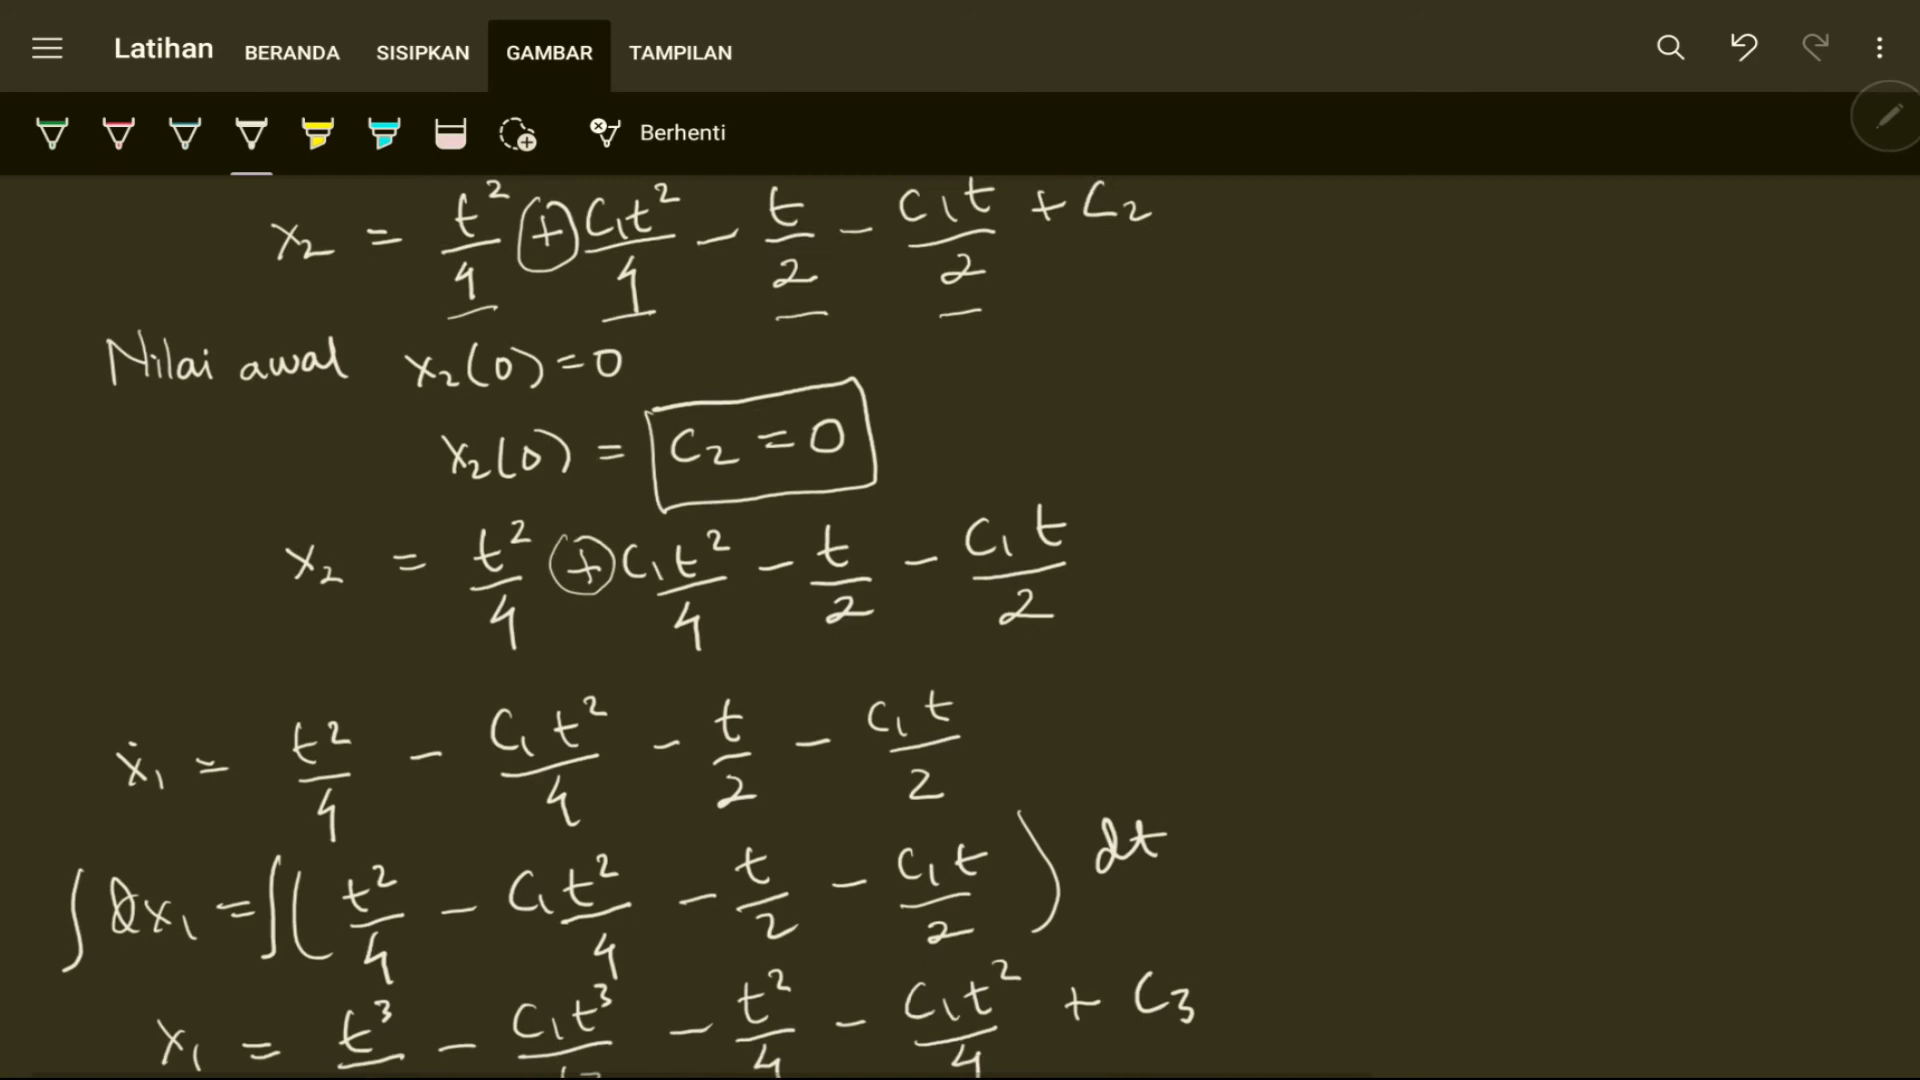 Latihan BERANDA SISIPKAN GAMBAR TAMPILAN
Berhenti
x₂ = t²/4 ⊕ C₁t²/4 − t/2 − C₁t/2 + C₂
Nilai awal x₂(0) = 0
x₂(0) = C₂ = 0
x₂ = t²/4 ⊕ C₁t²/4 − t/2 − C₁t/2
ẋ₁ = t²/4 − C₁t²/4 − t/2 − C₁t/2
∫ dx₁ = ∫( t²/4 − C₁t²/4 − t/2 − C₁t/2 ) dt
x₁ = t³ − C₁t³ − t²/4 − C₁t²/4 + C₃